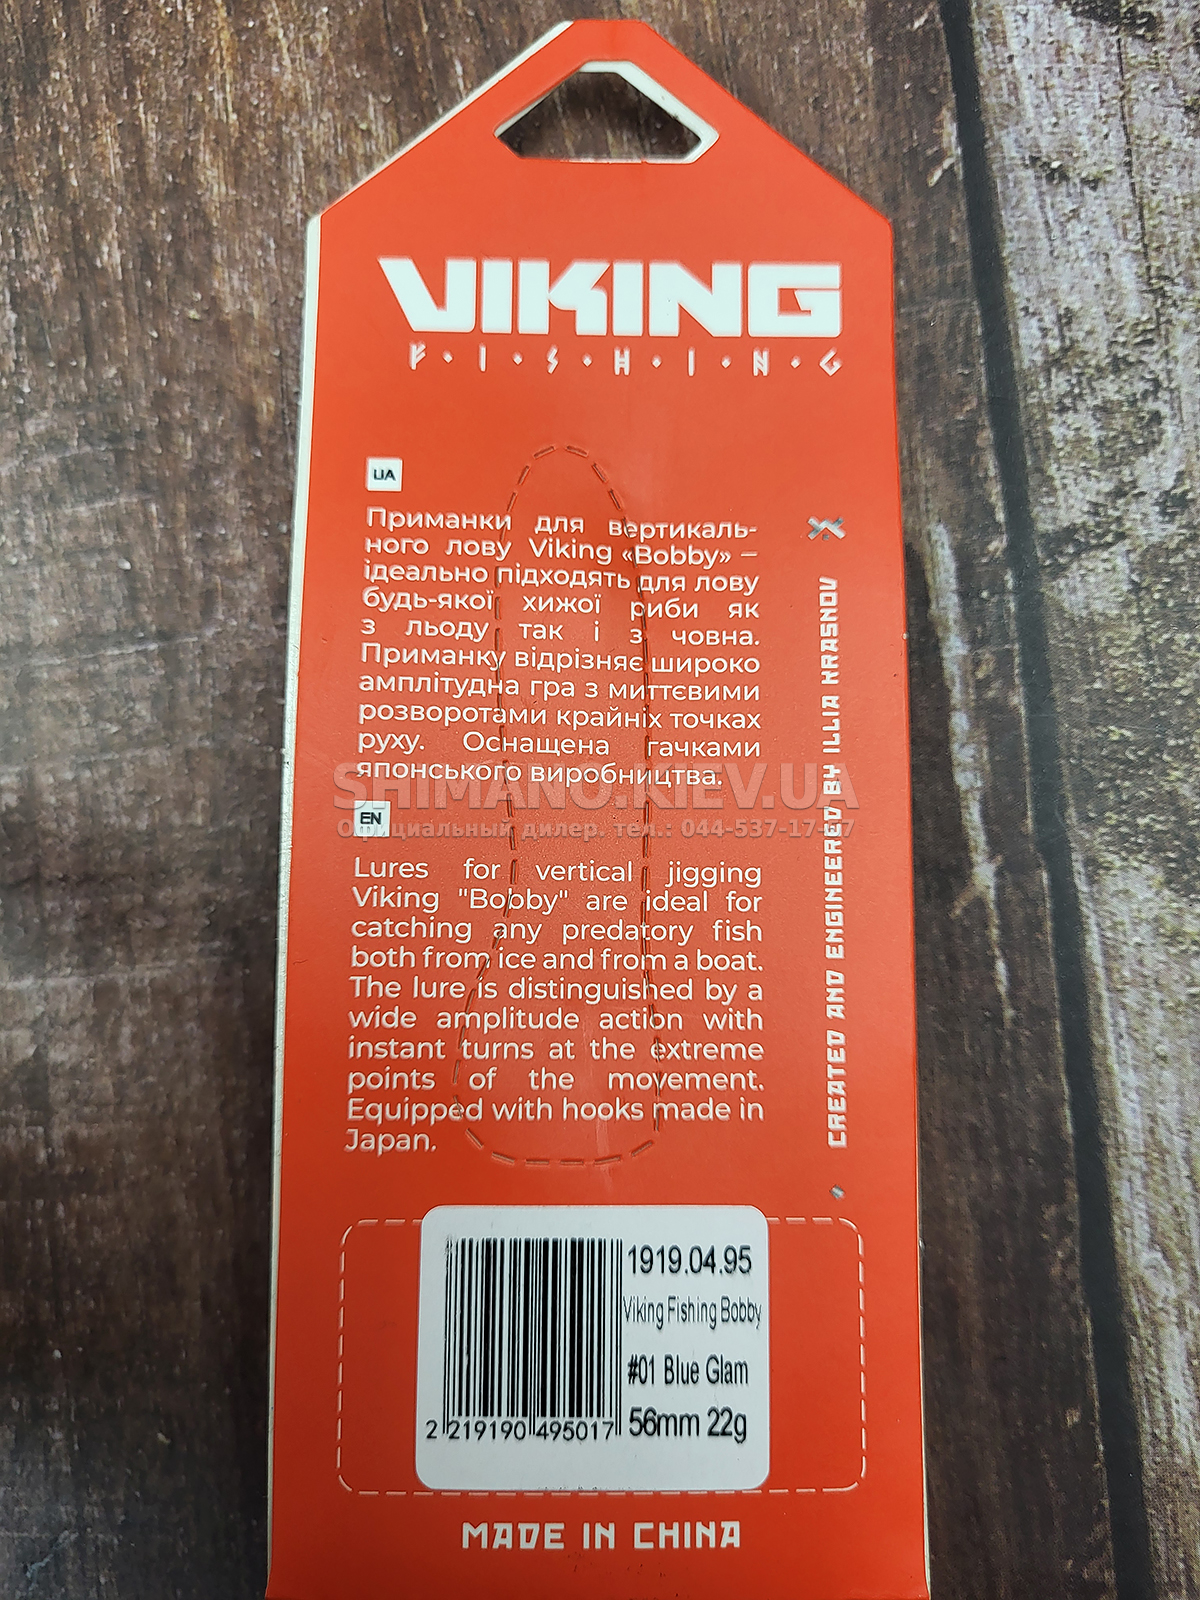 VIKING
F·I·S·H·I·N·G
UA
Приманки для вертикаль-
ного лову Viking «Bobby» –
ідеально підходять для лову
будь-якої хижої риби як
з льоду так і з човна.
Приманку відрізняє широко
амплітудна гра з миттєвими
розворотами крайніх точках
руху. Оснащена гачками
японського виробництва.
SHIMANO.KIEV.UA
Официальный дилер. тел.: 044-537-17-
EN
Lures for vertical jigging
Viking "Bobby" are ideal for
catching any predatory fish
both from ice and from a boat.
The lure is distinguished by a
wide amplitude action with
instant turns at the extreme
points of the movement.
Equipped with hooks made in
Japan.
CREATED AND ENGINEERED BY ILLIA KRASNOV
1919.04.95
Viking Fishing Bobby
#01 Blue Glam
56mm 22g
2 219190 495017
MADE IN CHINA